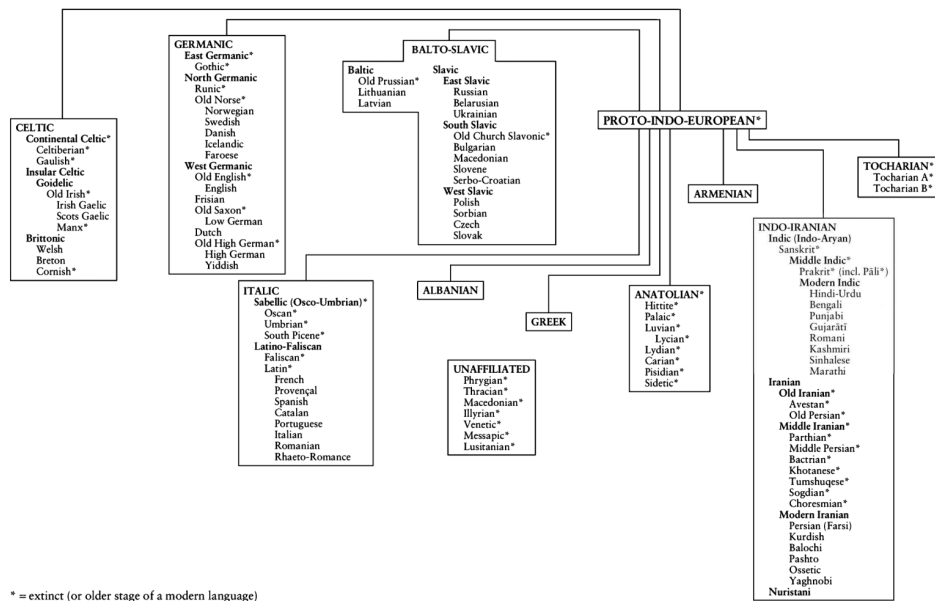 PROTO-INDO-EUROPEAN*
CELTIC
Continental Celtic*
Celtiberian*
Gaulish*
Insular Celtic
Goidelic
Old Irish*
Irish Gaelic
Scots Gaelic
Manx*
Brittonic
Welsh
Breton
Cornish*
GERMANIC
East Germanic*
Gothic*
North Germanic
Runic*
Old Norse*
Norwegian
Swedish
Danish
Icelandic
Faroese
West Germanic
Old English*
English
Frisian
Old Saxon*
Low German
Dutch
Old High German*
High German
Yiddish
BALTO-SLAVIC
Baltic
Old Prussian*
Lithuanian
Latvian
Slavic
East Slavic
Russian
Belarusian
Ukrainian
South Slavic
Old Church Slavonic*
Bulgarian
Macedonian
Slovene
Serbo-Croatian
West Slavic
Polish
Sorbian
Czech
Slovak
ITALIC
Sabellic (Osco-Umbrian)*
Oscan*
Umbrian*
South Picene*
Latino-Faliscan
Faliscan*
Latin*
French
Provençal
Spanish
Catalan
Portuguese
Italian
Romanian
Rhaeto-Romance
ALBANIAN
GREEK
UNAFFILIATED
Phrygian*
Thracian*
Macedonian*
Illyrian*
Venetic*
Messapic*
Lusitanian*
ANATOLIAN*
Hittite*
Palaic*
Luvian*
Lycian*
Lydian*
Carian*
Pisidian*
Sidetic*
ARMENIAN
TOCHARIAN*
Tocharian A*
Tocharian B*
INDO-IRANIAN
Indic (Indo-Aryan)
Sanskrit*
Middle Indic*
Prakrit* (incl. Pāli*)
Modern Indic
Hindi-Urdu
Bengali
Punjabi
Gujarātī
Romani
Kashmiri
Sinhalese
Marathi
Iranian
Old Iranian*
Avestan*
Old Persian*
Middle Iranian*
Parthian*
Middle Persian*
Bactrian*
Khotanese*
Tumshuqese*
Sogdian*
Choresmian*
Modern Iranian
Persian (Farsi)
Kurdish
Balochi
Pashto
Ossetic
Yaghnobi
Nuristani
* = extinct (or older stage of a modern language)